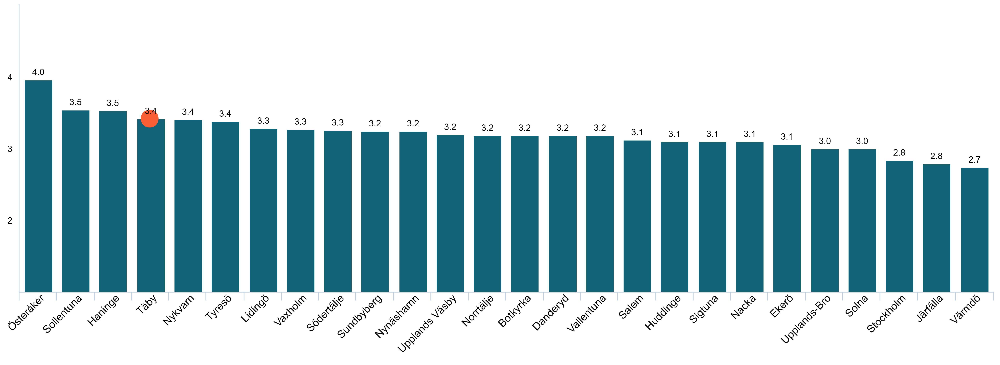 4
3
2
4.0
3.5
3.5
3.4
3.4
3.4
3.3
3.3
3.3
3.2
3.2
3.2
3.2
3.2
3.2
3.2
3.1
3.1
3.1
3.1
3.1
3.0
3.0
2.8
2.8
2.7
Österåker
Sollentuna
Haninge
Täby
Nykvarn
Tyresö
Lidingö
Vaxholm
Södertälje
Sundbyberg
Nynäshamn
Upplands Väsby
Norrtälje
Botkyrka
Danderyd
Vallentuna
Salem
Huddinge
Sigtuna
Nacka
Ekerö
Upplands-Bro
Solna
Stockholm
Järfälla
Värmdö